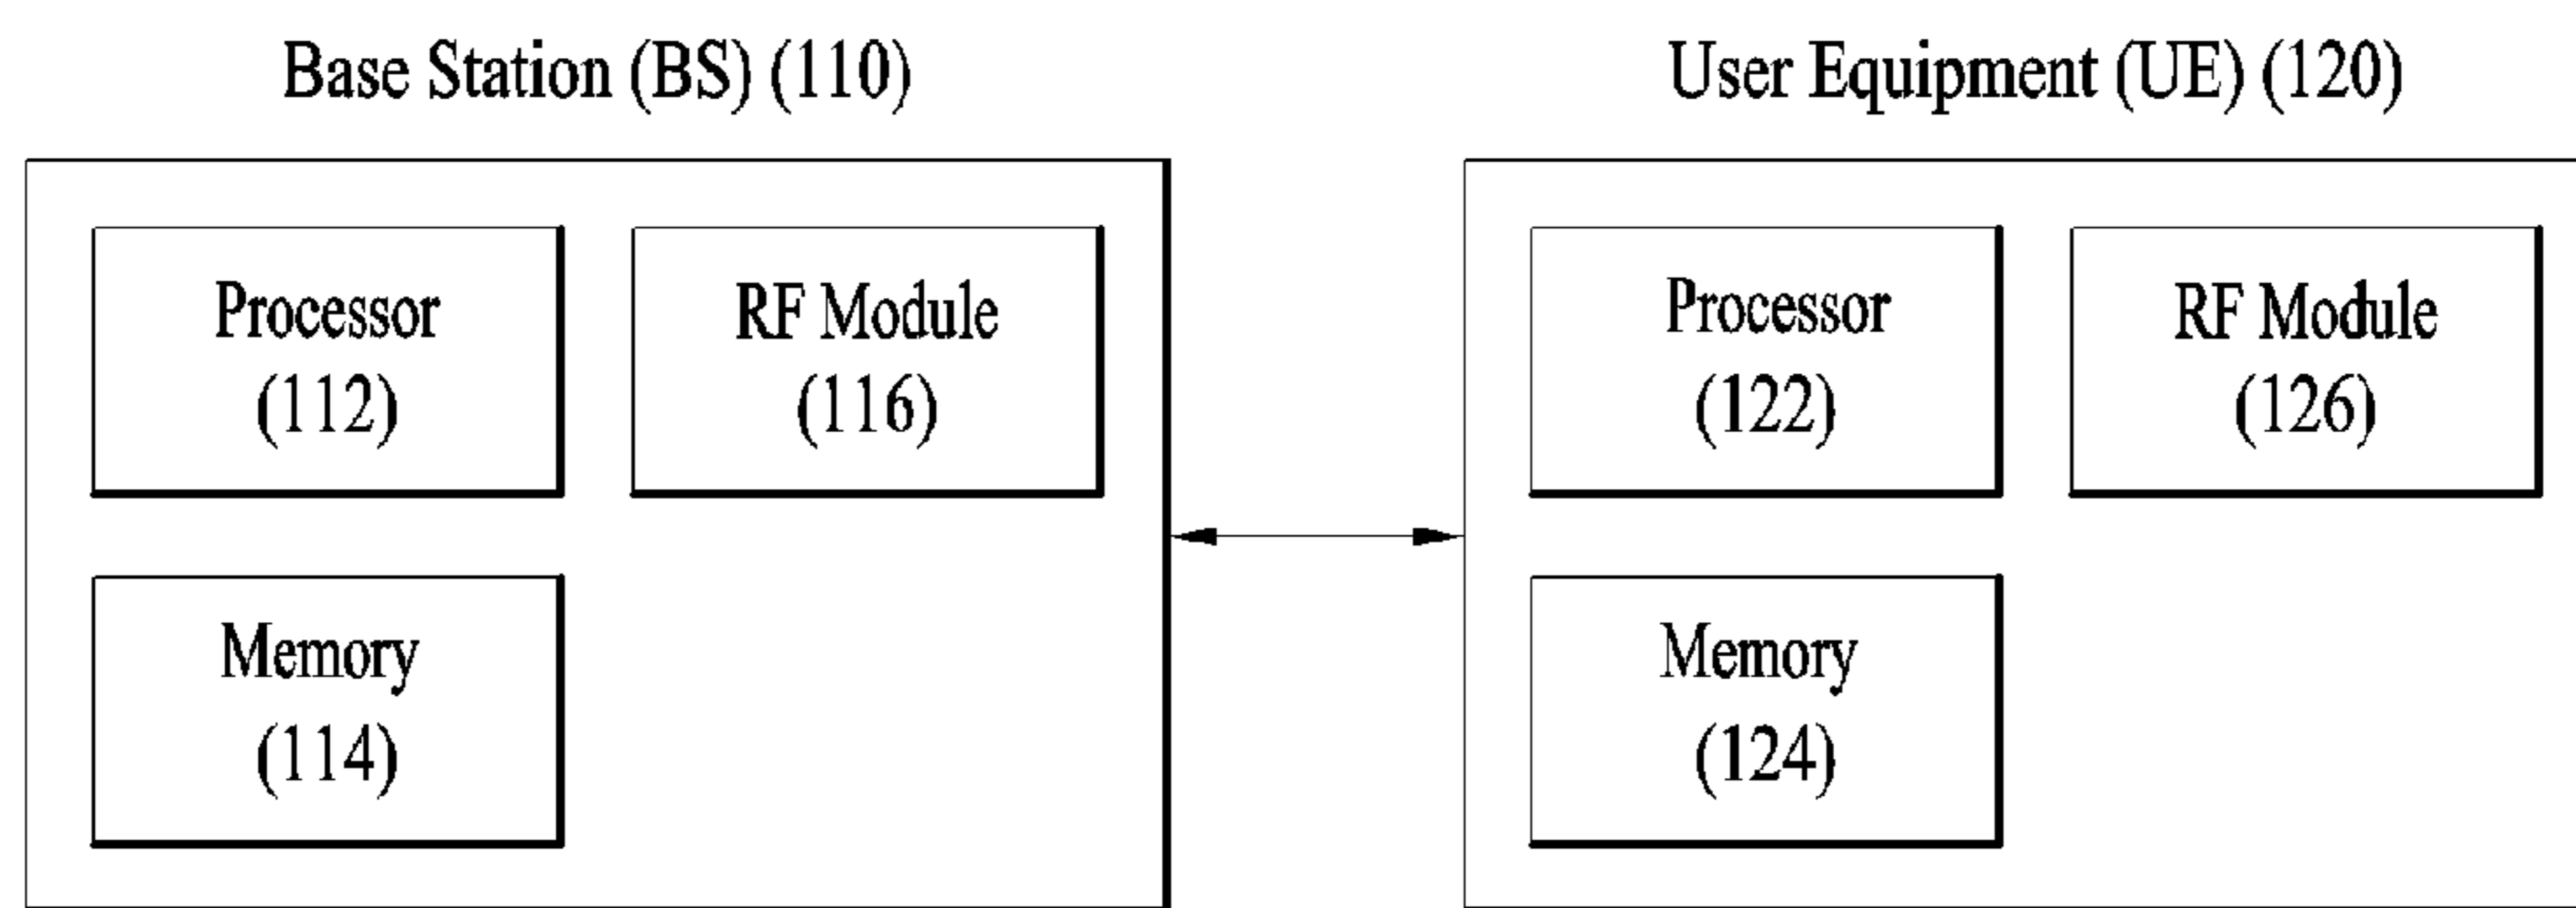 Base Station (BS) (110)
Processor
(112)
RF Module
(116)
Memory
(114)
User Equipment (UE) (120)
Processor
(122)
RF Module
(126)
Memory
(124)